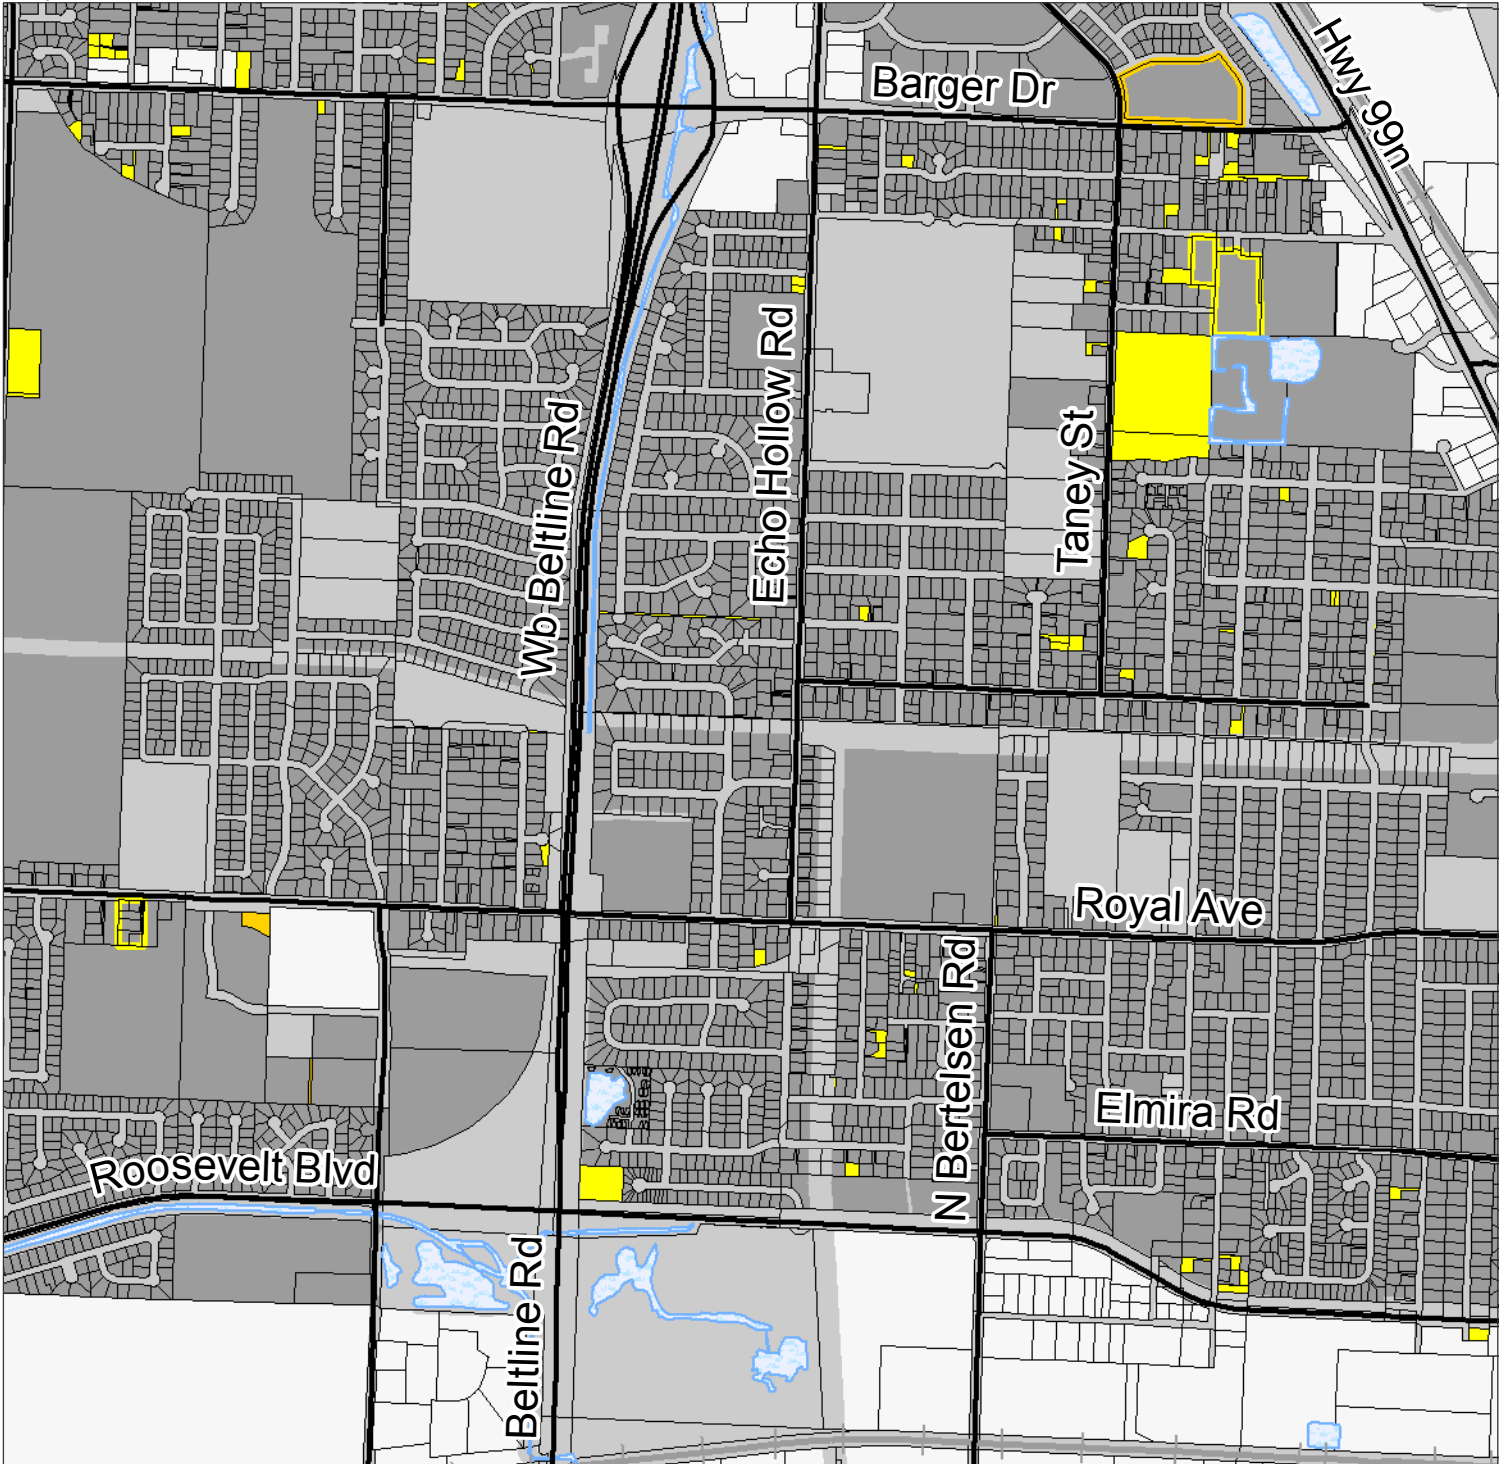 Hwy 99n
Barger Dr
Echo Hollow Rd
Wb Beltline Rd
Taney St
Royal Ave
N Bertelsen Rd
Elmira Rd
Roosevelt Blvd
Beltline Rd